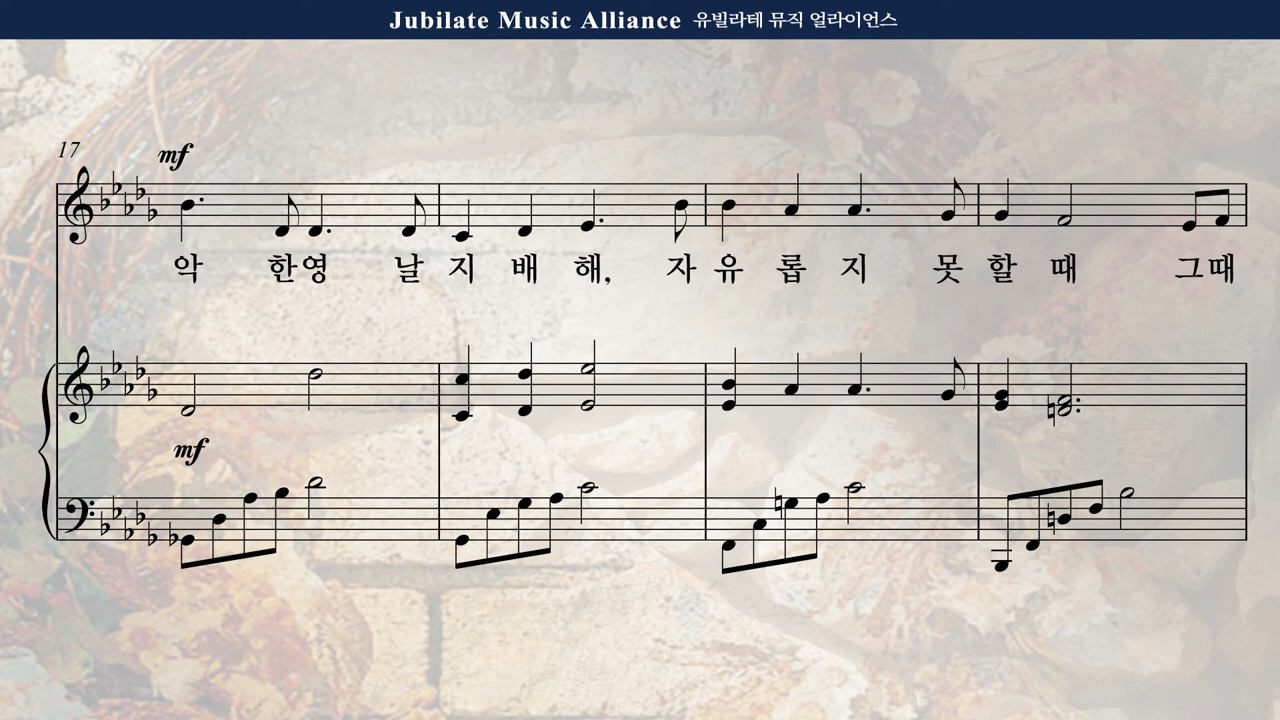 Jubilate Music Alliance 유빌라테 뮤직 얼라이언스
17
mf
악 한영 날 지 배 해, 자 유 롭 지 못 할 때 그때
mf